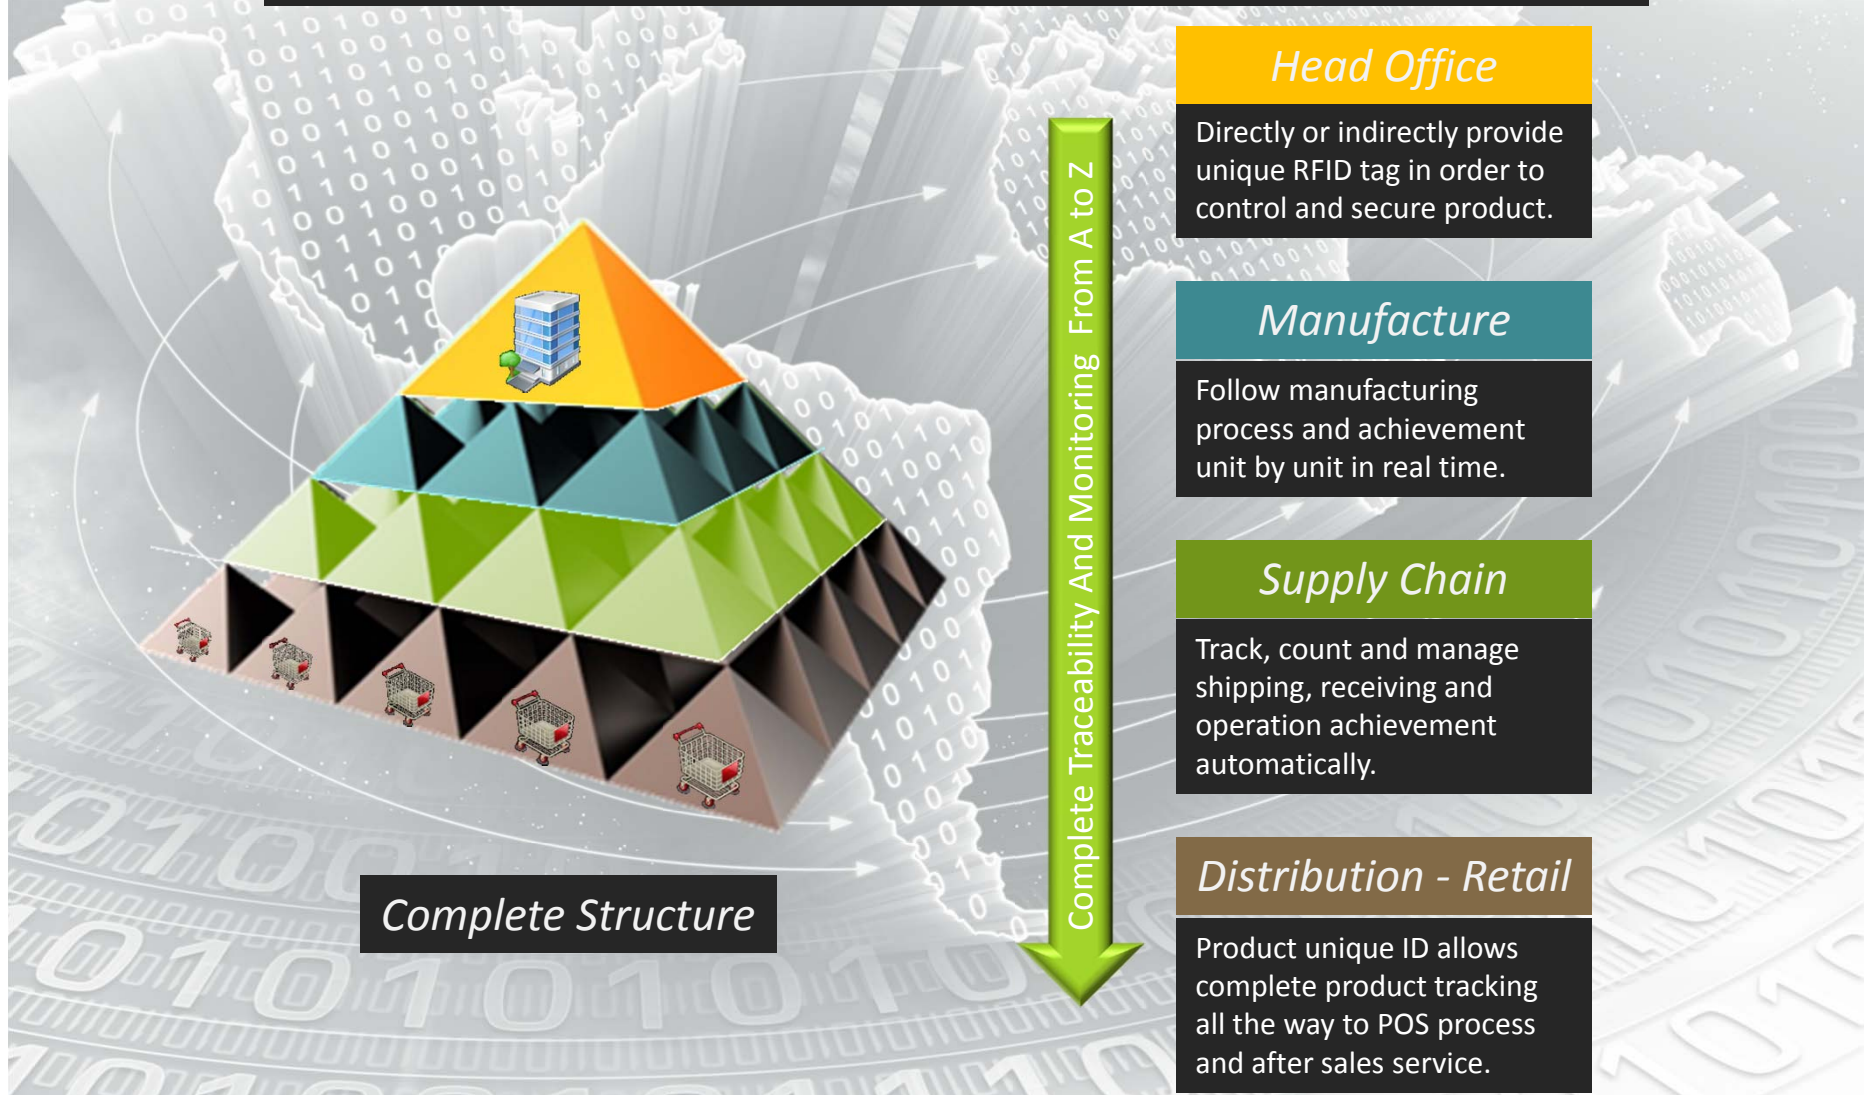 Head Office
Directly or indirectly provide
unique RFID tag in order to
control and secure product.
Complete Traceability And Monitoring From A to Z
Manufacture
Follow manufacturing
process and achievement
unit by unit in real time.
Supply Chain
Track, count and manage
shipping, receiving and
operation achievement
automatically.
Distribution - Retail
Product unique ID allows
complete product tracking
all the way to POS process
and after sales service.
Complete Structure